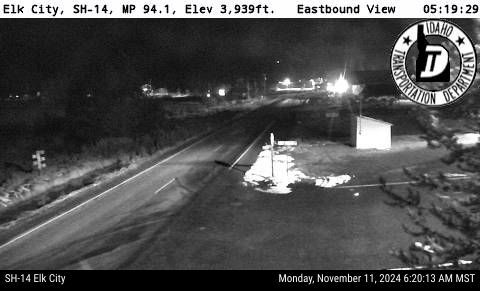 Elk City, SH-14, MP 94.1, Elev 3,939ft. Eastbound View 05:19:29
IDAHO
TRANSPORTATION DEPARTMENT
SH-14 Elk City Monday, November 11, 2024 6:20:13 AM MST